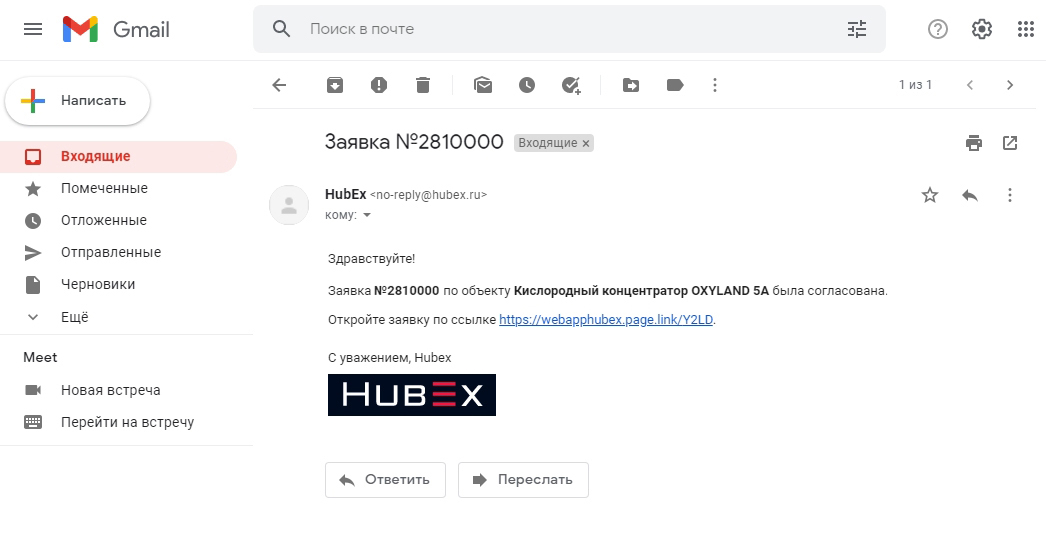 Gmail
Поиск в почте
Написать
1 из 1
Входящие
Помеченные
Отложенные
Отправленные
Черновики
Ещё
Meet
Новая встреча
Перейти на встречу
Заявка №2810000 Входящие ×
HubEx <no-reply@hubex.ru>
кому:
Здравствуйте!
Заявка №2810000 по объекту Кислородный концентратор OXYLAND 5A была согласована.
Откройте заявку по ссылке https://webapphubex.page.link/Y2LD.
С уважением, Hubex
HUBEX
Ответить
Переслать